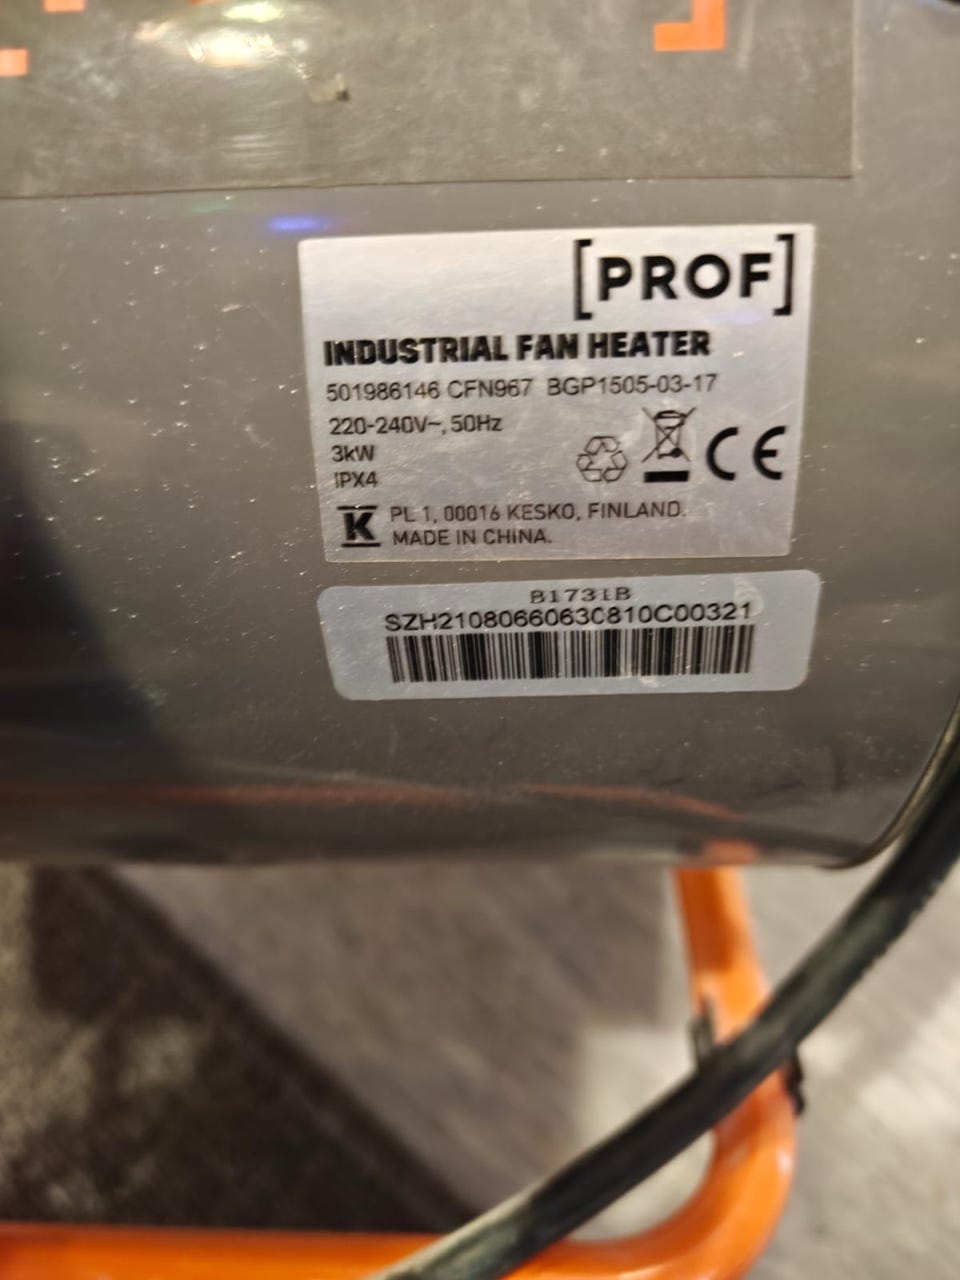 [PROF]
INDUSTRIAL FAN HEATER
501986146 CFN967 BGP1505-03-17
220-240V~, 50Hz
3kW
IPX4
CE
K PL 1, 00016 KESKO, FINLAND.
MADE IN CHINA.
B1731B
SZH2108066063C810C00321